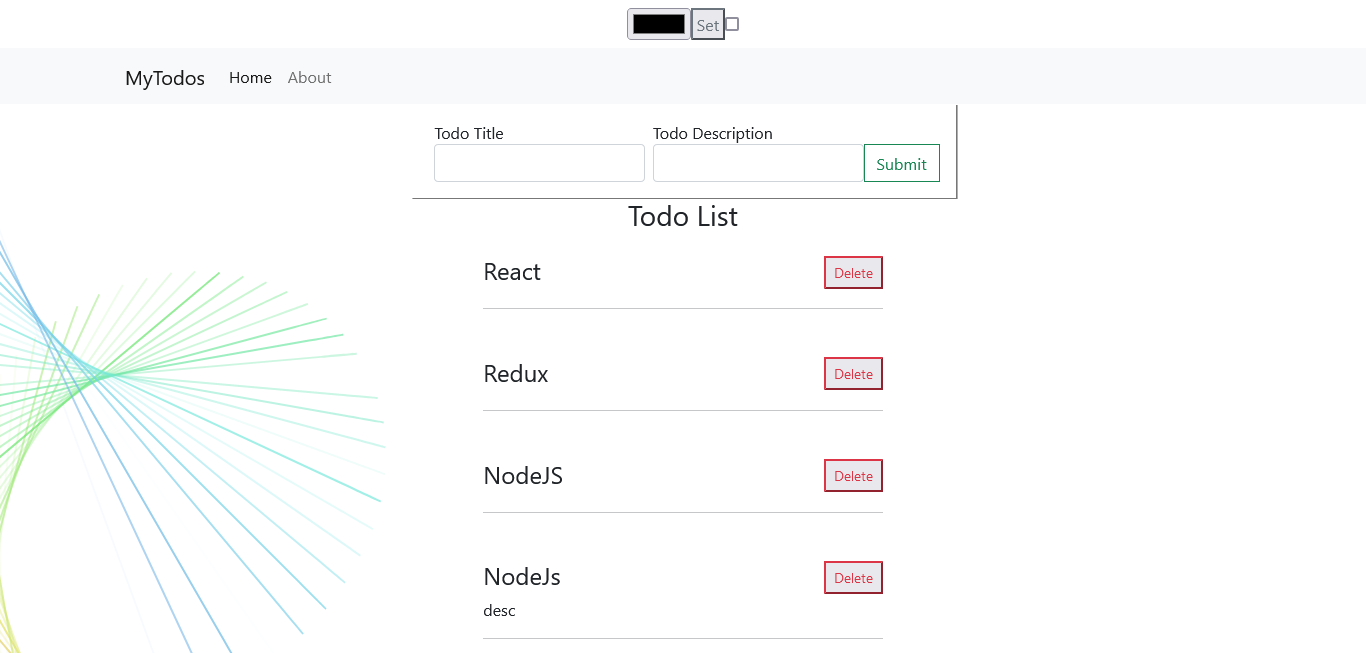 Set
MyTodos Home About
Todo Title Todo Description
Submit
Todo List
React Delete
Redux Delete
NodeJS Delete
NodeJs Delete
desc